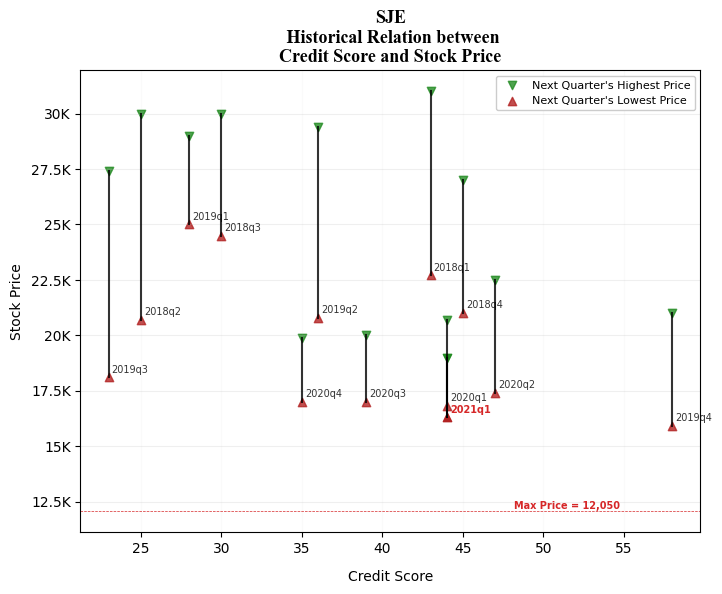 SJE
Historical Relation between
Credit Score and Stock Price
Next Quarter's Highest Price
Next Quarter's Lowest Price
Stock Price
30K
27.5K
25K
22.5K
20K
17.5K
15K
12.5K
2019q1
2018q3
2018q1
2018q4
2018q2
2019q2
2019q3
2020q4
2020q3
2020q1
2021q1
2020q2
2019q4
Max Price = 12,050
25
30
35
40
45
50
55
Credit Score